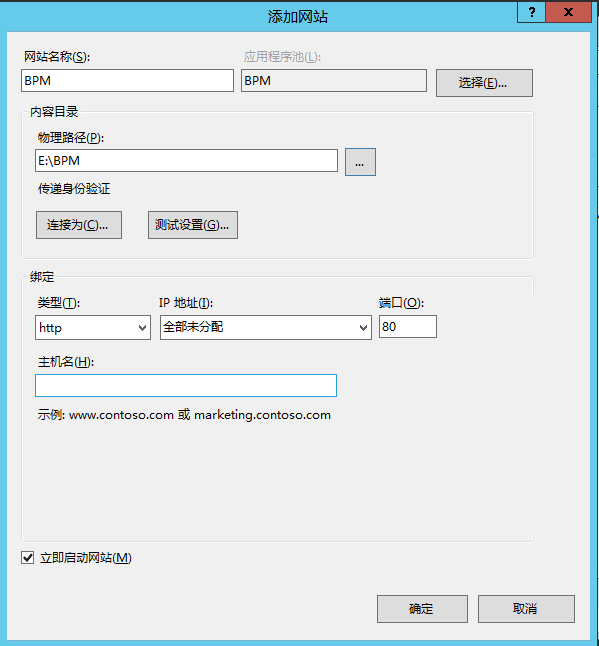 添加网站
?
x
网站名称(S):
应用程序池(L):
BPM
BPM
选择(E)...
内容目录
物理路径(P):
E:\BPM
...
传递身份验证
连接为(C)...
测试设置(G)...
绑定
类型(T):
IP 地址(I):
端口(O):
http
全部未分配
80
主机名(H):
示例: www.contoso.com 或 marketing.contoso.com
立即启动网站(M)
确定
取消